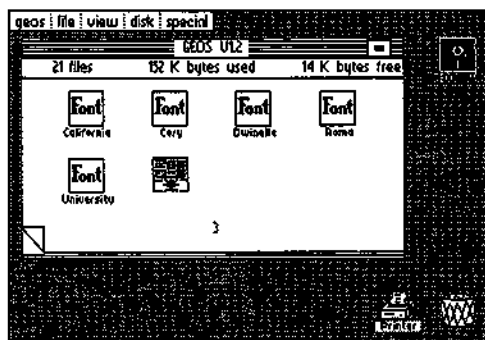 geos file view disk special
GEOS V1.2
21 files 152 K bytes used 14 K bytes free
Font Font Font Font
California Cory Dwinelle Roma
Font
University
3